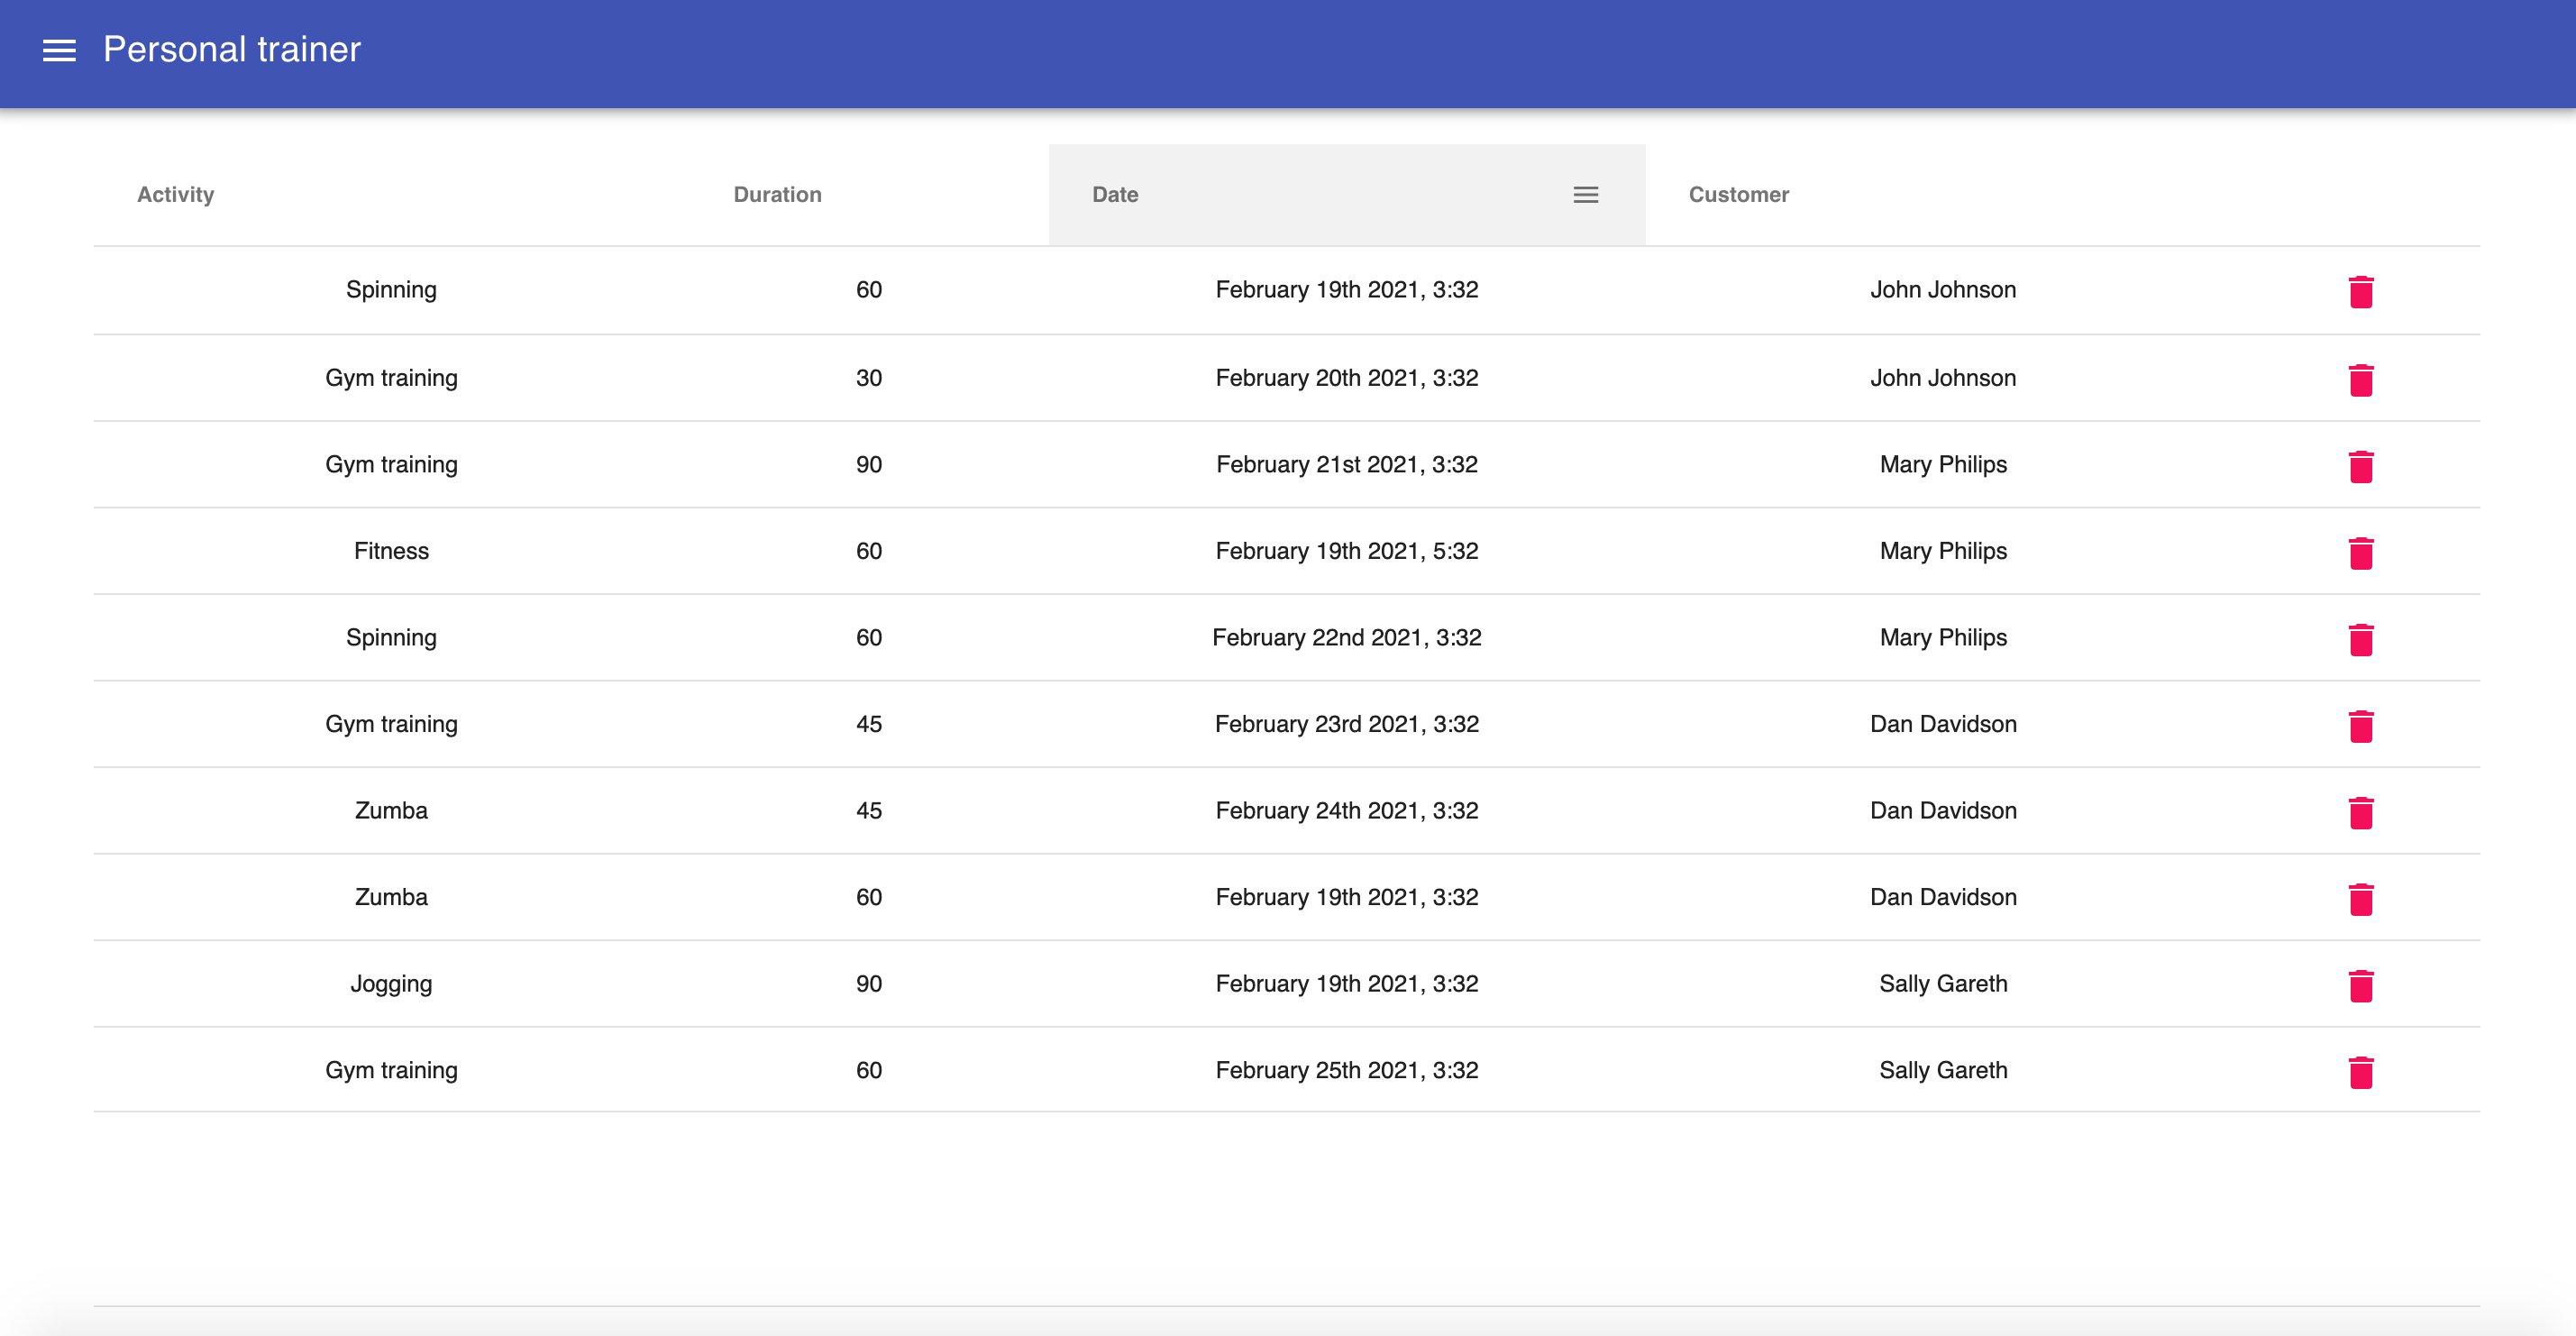 Personal trainer
Activity Duration Date Customer
Spinning 60 February 19th 2021, 3:32 John Johnson
Gym training 30 February 20th 2021, 3:32 John Johnson
Gym training 90 February 21st 2021, 3:32 Mary Philips
Fitness 60 February 19th 2021, 5:32 Mary Philips
Spinning 60 February 22nd 2021, 3:32 Mary Philips
Gym training 45 February 23rd 2021, 3:32 Dan Davidson
Zumba 45 February 24th 2021, 3:32 Dan Davidson
Zumba 60 February 19th 2021, 3:32 Dan Davidson
Jogging 90 February 19th 2021, 3:32 Sally Gareth
Gym training 60 February 25th 2021, 3:32 Sally Gareth